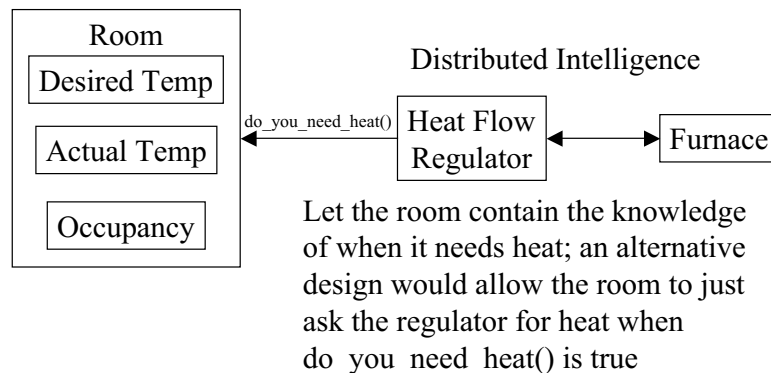 Room
Desired Temp
Actual Temp
Occupancy
Distributed Intelligence
do_you_need_heat()
Heat Flow
Regulator
Furnace
Let the room contain the knowledge
of when it needs heat; an alternative
design would allow the room to just
ask the regulator for heat when
do_you_need_heat() is true